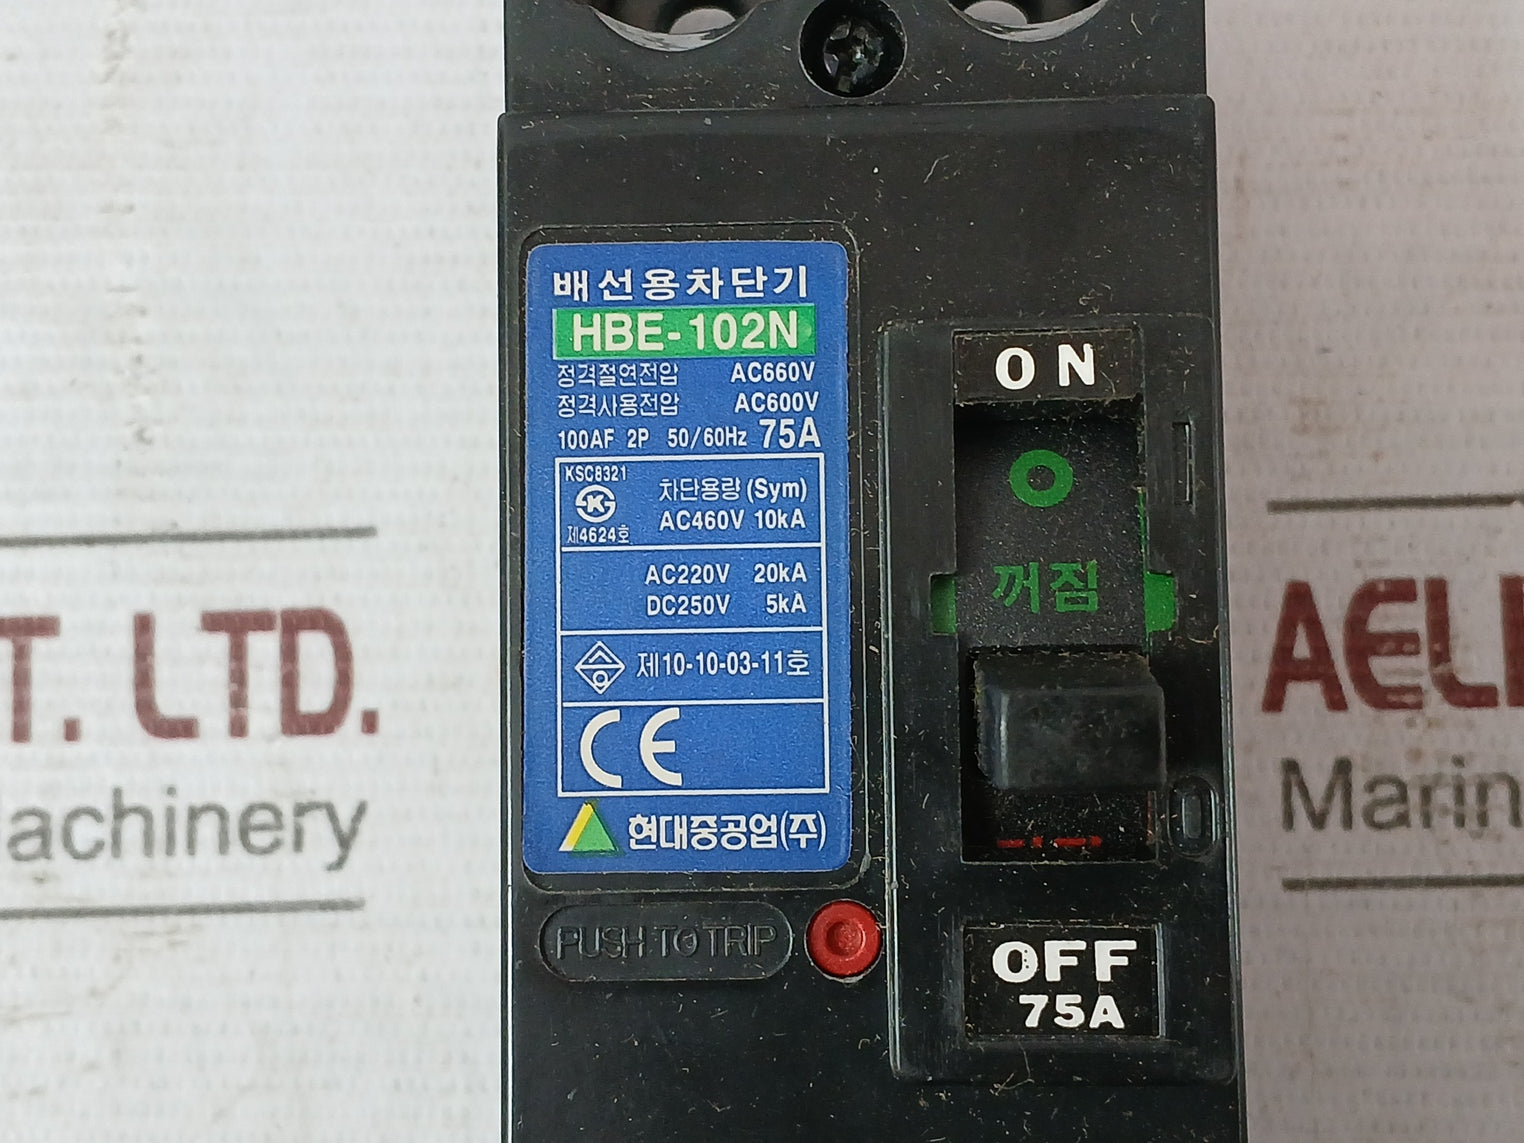 배선용차단기
HBE-102N
정격절연전압 AC660V
정격사용전압 AC600V
100AF 2P 50/60Hz 75A
KSC8321
K
제4624호
차단용량 (Sym)
AC460V 10kA
AC220V 20kA
DC250V 5kA
제10-10-03-11호
CE
현대중공업(주)
PUSH TO TRIP
ON
꺼짐
OFF
75A
T. LTD.
Machinery
AELI
Marin